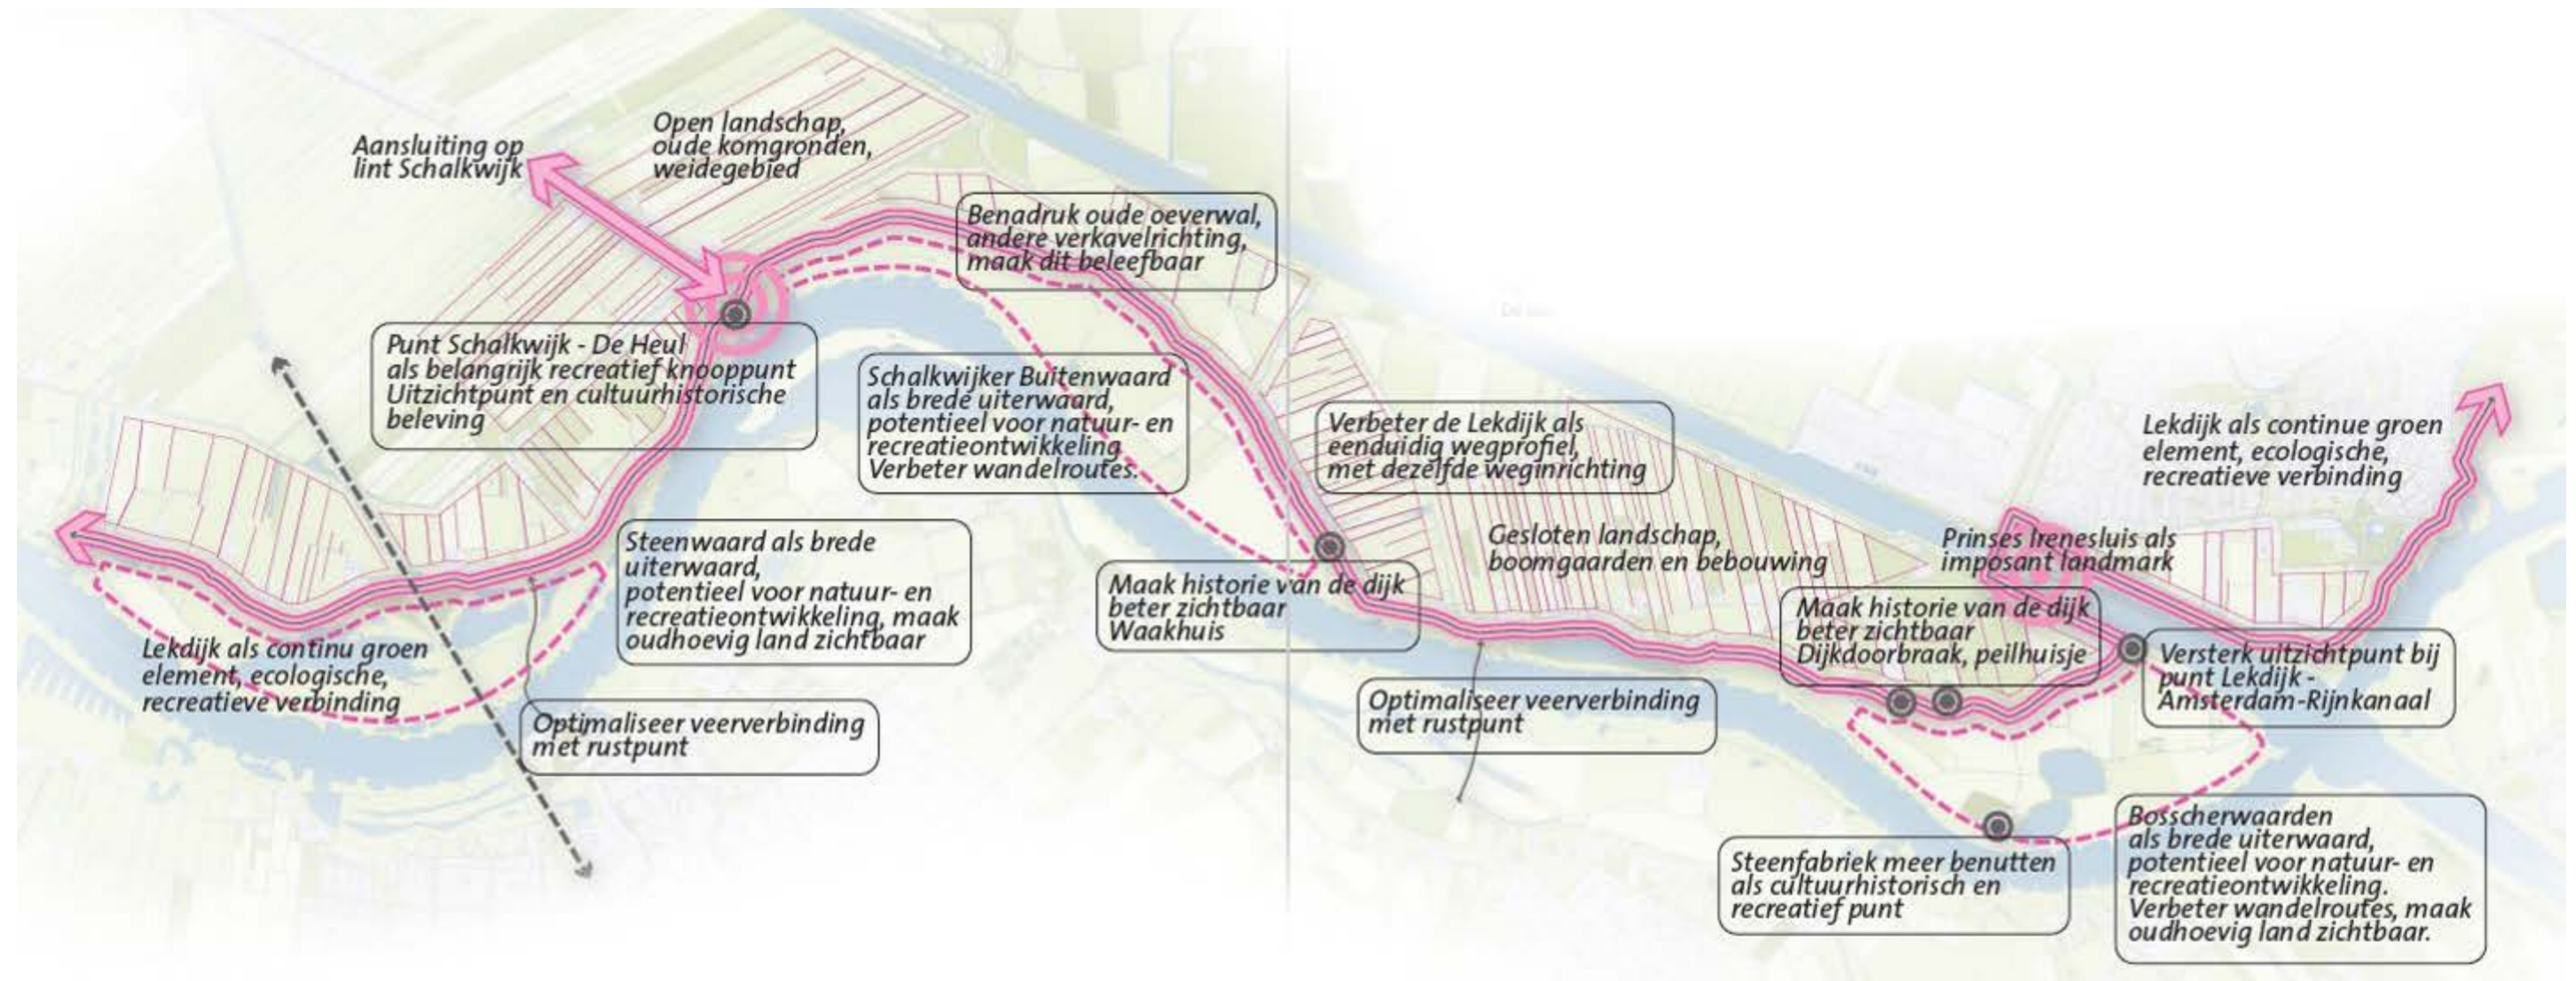 Aansluiting op
lint Schalkwijk
Open landschap,
oude komgronden,
weidegebied
Benadruk oude oeverwal,
andere verkavelrichting,
maak dit beleefbaar
Punt Schalkwijk - De Heul
als belangrijk recreatief knooppunt
Uitzichtpunt en cultuurhistorische
beleving
Schalkwijker Buitenwaard
als brede uiterwaard,
potentieel voor natuur- en
recreatieontwikkeling
Verbeter wandelroutes.
Verbeter de Lekdijk als
eenduidig wegprofiel,
met dezelfde weginrichting
Lekdijk als continue groen
element, ecologische,
recreatieve verbinding
Steenwaard als brede
uiterwaard,
potentieel voor natuur- en
recreatieontwikkeling, maak
oudhoevig land zichtbaar
Gesloten landschap,
boomgaarden en bebouwing
Prinses Irenesluis als
imposant landmark
Maak historie van de dijk
beter zichtbaar
Waakhuis
Maak historie van de dijk
beter zichtbaar
Dijkdoorbraak, peilhuisje
Lekdijk als continu groen
element, ecologische,
recreatieve verbinding
Versterk uitzichtpunt bij
punt Lekdijk -
Amsterdam-Rijnkanaal
Optimaliseer veerverbinding
met rustpunt
Optimaliseer veerverbinding
met rustpunt
Steenfabriek meer benutten
als cultuurhistorisch en
recreatief punt
Bosscherwaarden
als brede uiterwaard,
potentieel voor natuur- en
recreatieontwikkeling.
Verbeter wandelroutes, maak
oudhoevig land zichtbaar.